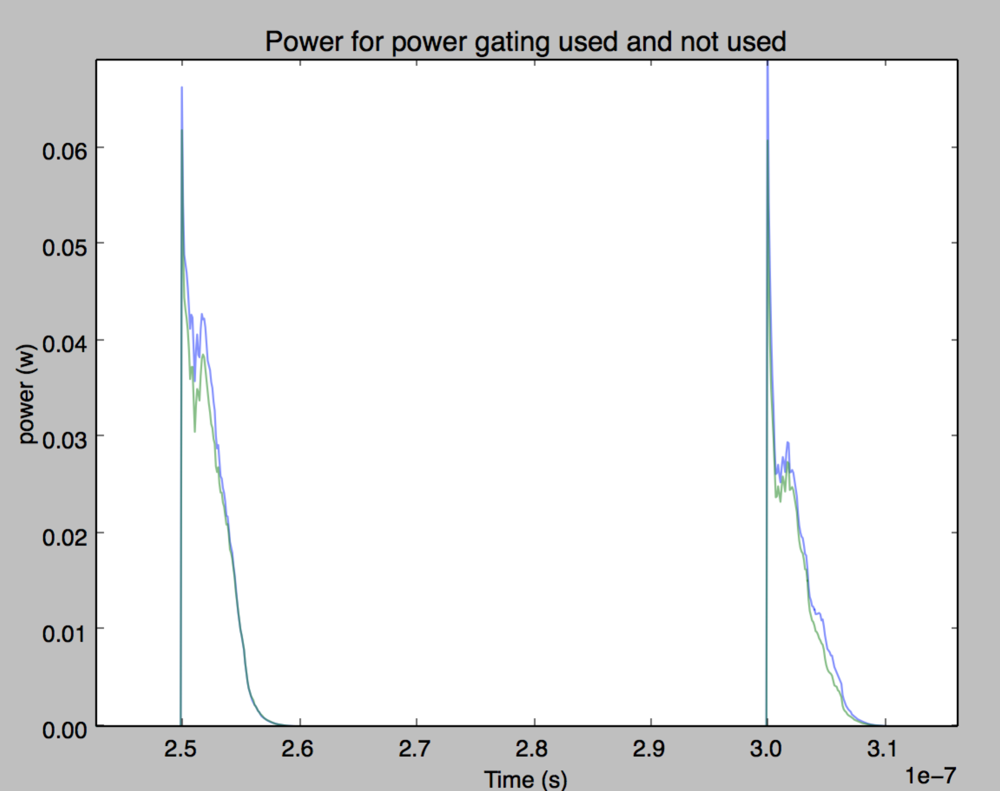 Power for power gating used and not used
0.06
0.05
0.04
0.03
0.02
0.01
0.00
power (w)
2.5 2.6 2.7 2.8 2.9 3.0 3.1
1e−7
Time (s)